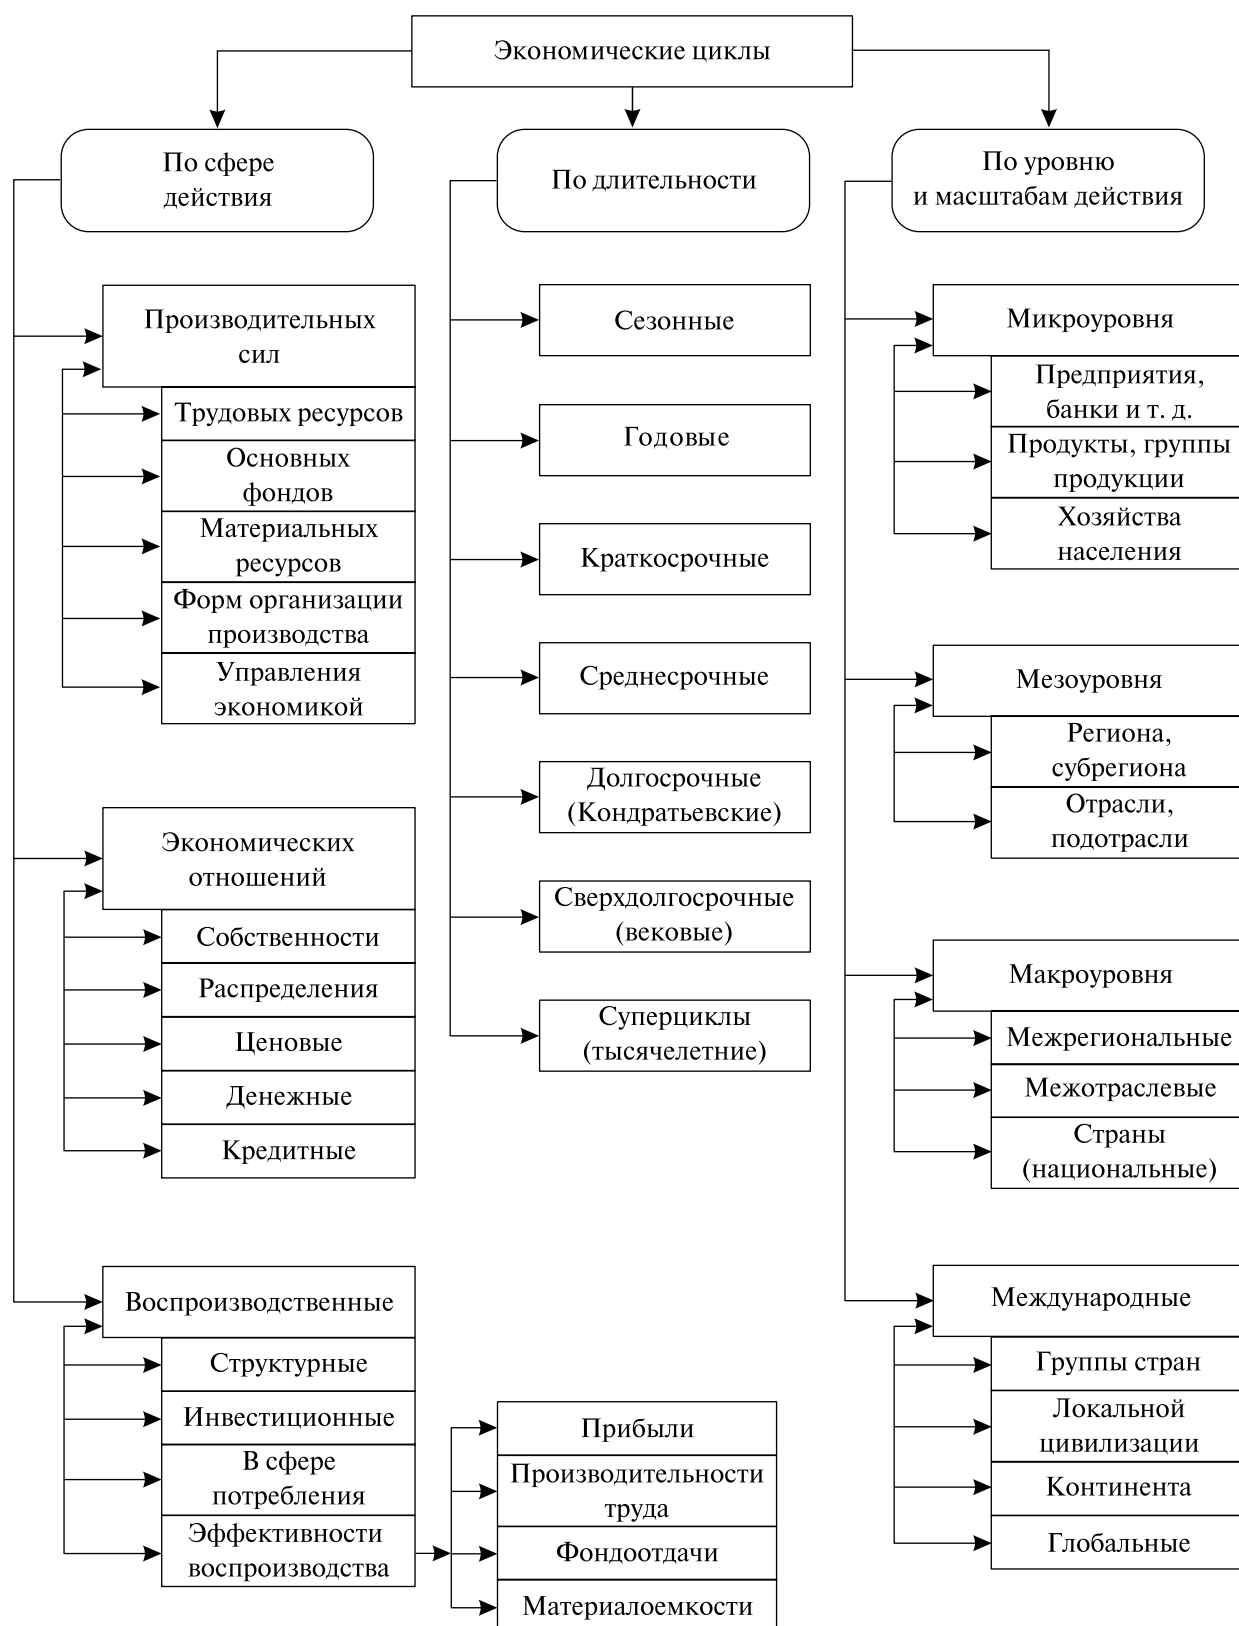 Экономические циклы
По сфере
действия
Производительных
сил
Трудовых ресурсов
Основных
фондов
Материальных
ресурсов
Форм организации
производства
Управления
экономикой
Экономических
отношений
Собственности
Распределения
Ценовые
Денежные
Кредитные
Воспроизводственные
Структурные
Инвестиционные
В сфере
потребления
Эффективности
воспроизводства
Прибыли
Производительности
труда
Фондоотдачи
Материалоемкости
По длительности
Сезонные
Годовые
Краткосрочные
Среднесрочные
Долгосрочные
(Кондратьевские)
Сверхдолгосрочные
(вековые)
Суперциклы
(тысячелетние)
По уровню
и масштабам действия
Микроуровня
Предприятия,
банки и т. д.
Продукты, группы
продукции
Хозяйства
населения
Мезоуровня
Региона,
субрегиона
Отрасли,
подотрасли
Макроуровня
Межрегиональные
Межотраслевые
Страны
(национальные)
Международные
Группы стран
Локальной
цивилизации
Континента
Глобальные